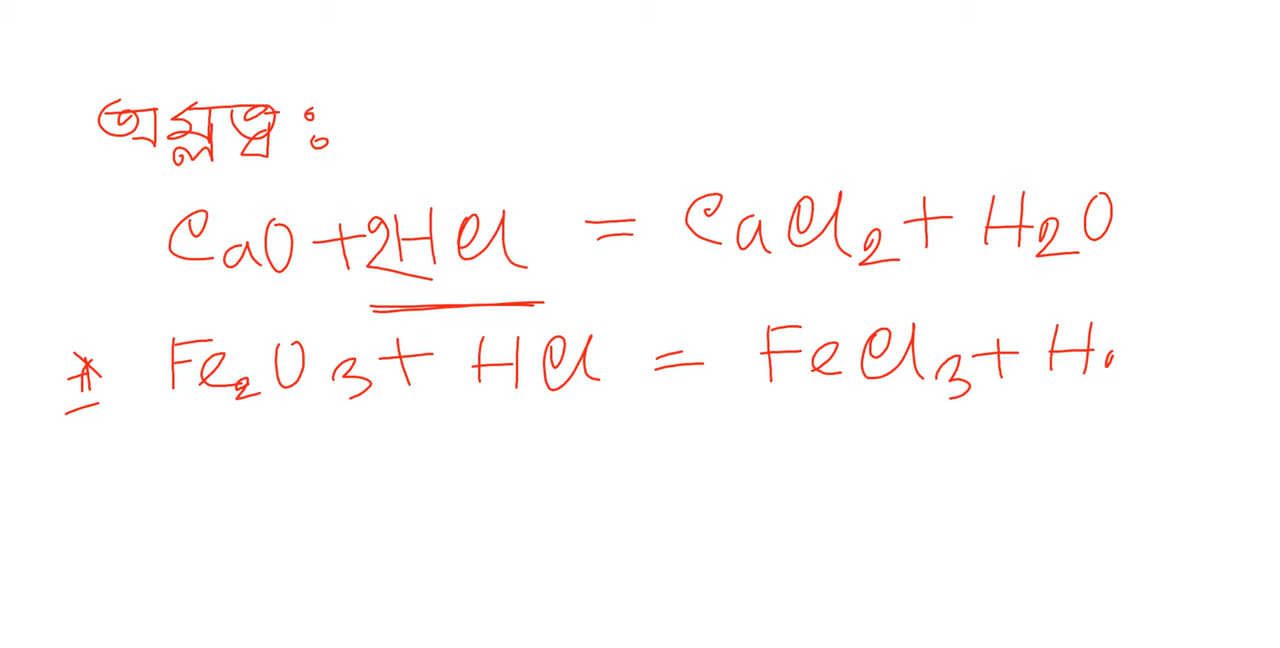 অম্লত্ব :
CaO + 2HCl = CaCl2 + H2O
* Fe2O3 + HCl = FeCl3 + H